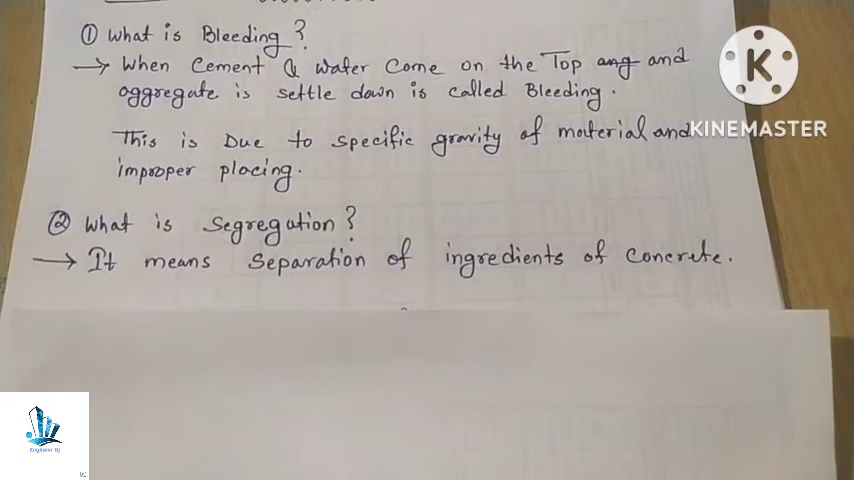 ① What is Bleeding?
→ When Cement & Water Come on the Top ang and
aggregate is settle down is called Bleeding.
This is Due to specific gravity of material and
improper placing.
② What is Segregation?
→ It means Separation of ingredients of concrete.
KINEMASTER
Engineer Bj